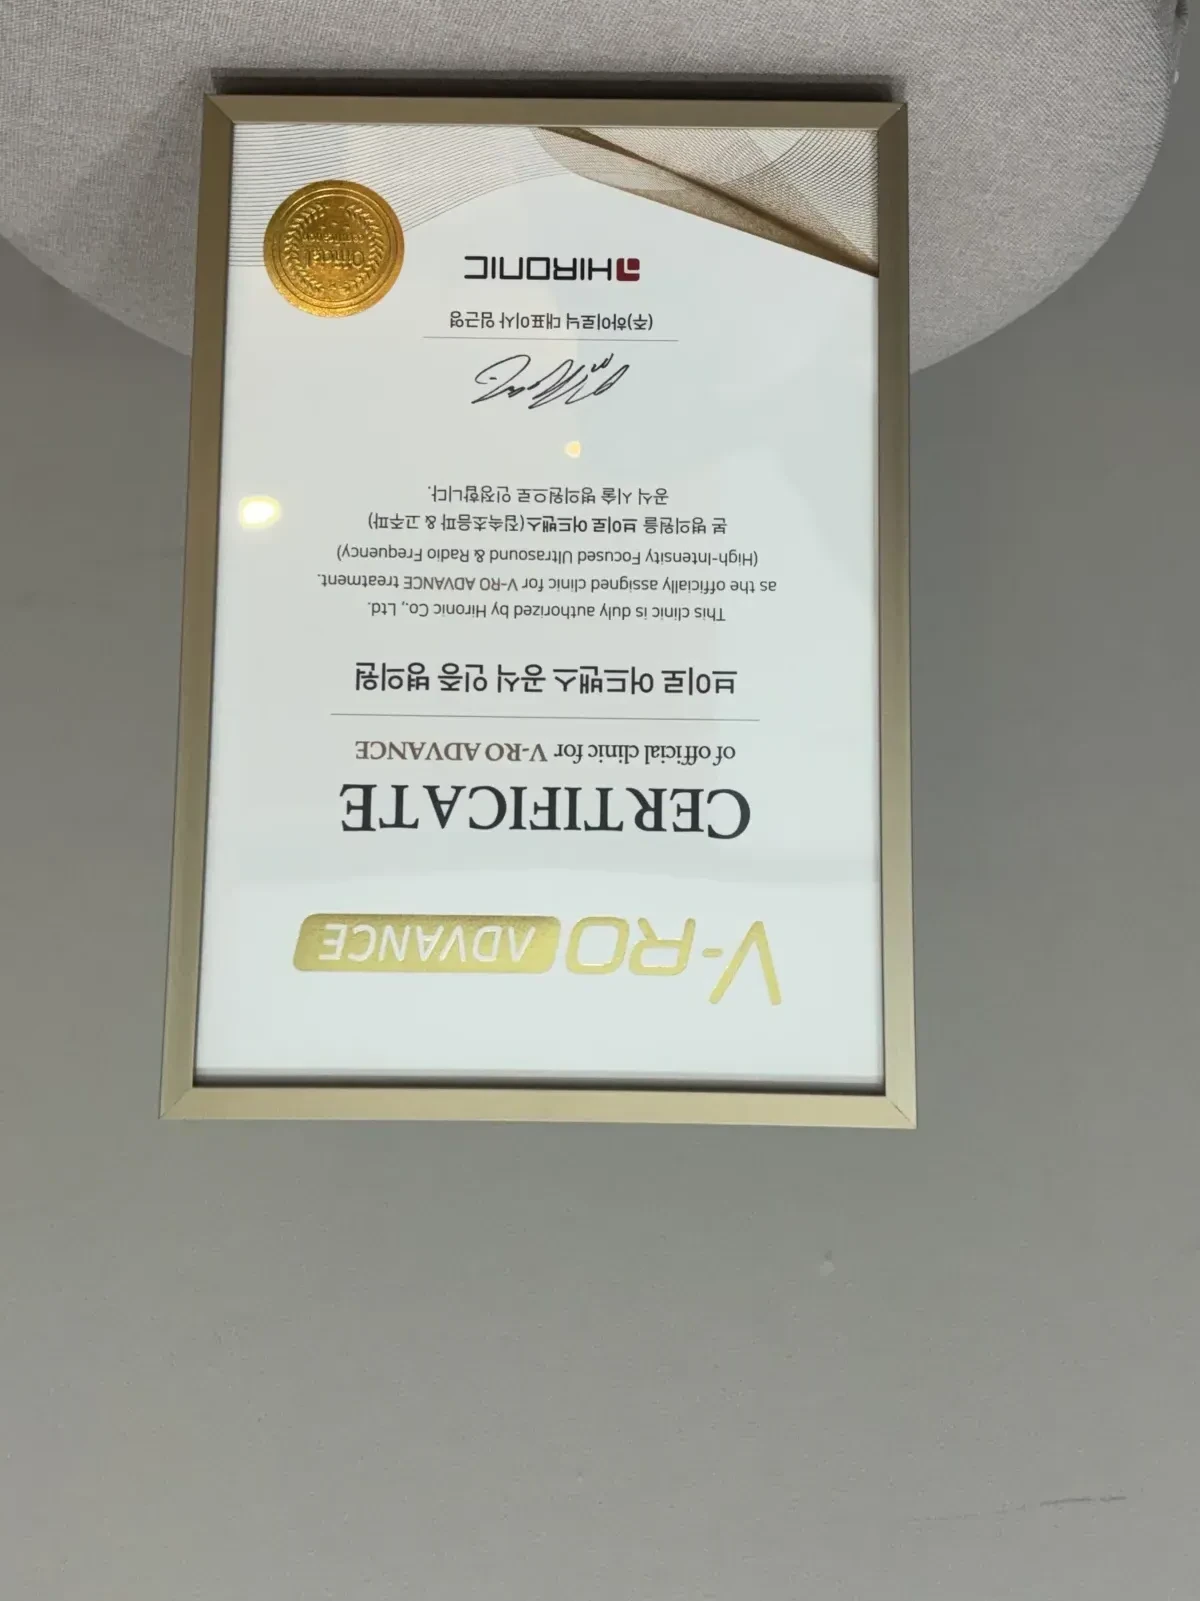 V-RO ADVANCE
CERTIFICATE
of official clinic for V-RO ADVANCE
브이로 어드밴스 공식 인증 병의원
This clinic is duly authorized by Hironic Co., Ltd.
as the officially assigned clinic for V-RO ADVANCE treatment.
(High-Intensity Focused Ultrasound & Radio Frequency)
본 병의원을 브이로 어드밴스(집속초음파 & 고주파)
공식 시술 병의원으로 인정합니다.
(주)하이로닉 대표이사 임근영
HIRONIC
Official